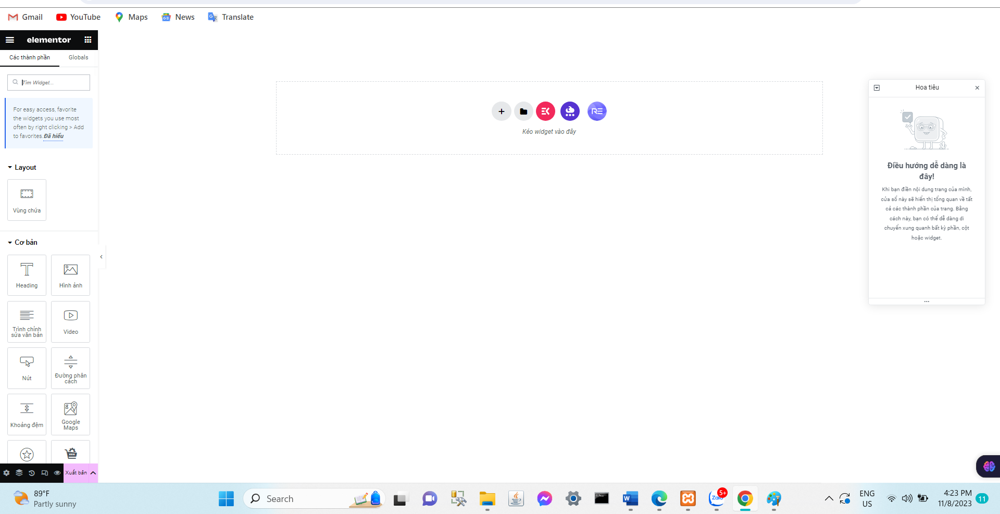 Gmail
YouTube
Maps
News
Translate
elementor
Các thành phần
Globals
Tìm Widget...
For easy access, favorite
the widgets you use most
often by right clicking > Add
to favorites. Đã hiểu
Layout
Vùng chứa
Cơ bản
Heading
Hình ảnh
Trình chỉnh
sửa văn bản
Video
Nút
Đường phân
cách
Khoảng đệm
Google
Maps
Xuất bản
Kéo widget vào đây
Hoa tiêu
Điều hướng dễ dàng là
đây!
Khi bạn điền nội dung trang của mình,
cửa sổ này sẽ hiển thị tổng quan về tất
cả các thành phần của trang. Bằng
cách này, bạn có thể dễ dàng di
chuyển xung quanh bất kỳ phần, cột
hoặc widget.
89°F
Partly sunny
Search
Zalo
5+
ENG
US
4:23 PM
11/8/2023
11